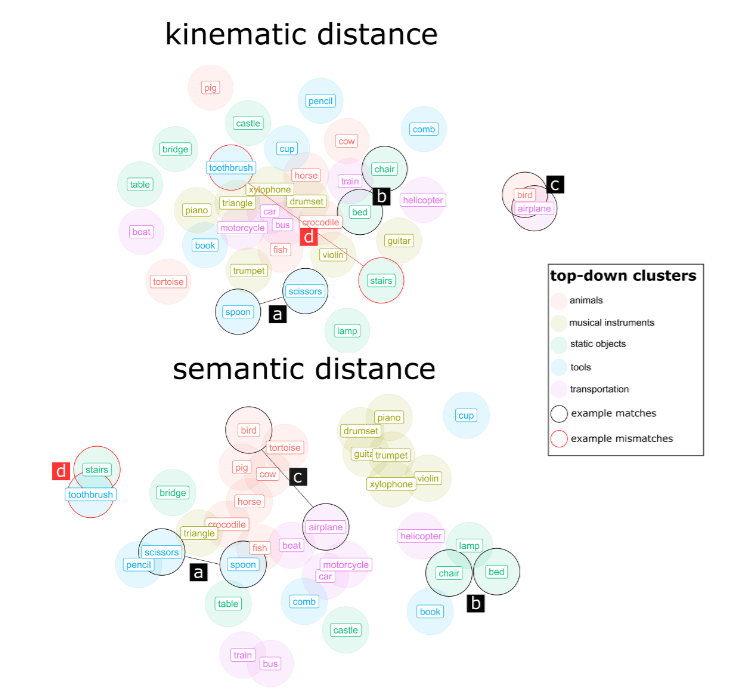 kinematic distance
pig
pencil
castle
comb
bridge
cup
cow
toothbrush
chair
horse
train
table
xylophone
b
c
bird
triangle
drumset
helicopter
airplane
piano
car
bed
boat
motorcycle
bus
crocodile
d
guitar
book
fish
violin
trumpet
tortoise
stairs
scissors
spoon
a
lamp
top-down clusters
animals
musical instruments
static objects
tools
transportation
example matches
example mismatches
semantic distance
bird
piano
cup
drumset
tortoise
guita
trumpet
d
stairs
pig
cow
c
violin
xylophone
toothbrush
bridge
horse
crocodile
airplane
triangle
helicopter
scissors
fish
boat
lamp
pencil
spoon
motorcycle
chair
bed
a
car
table
comb
b
book
castle
train
bus